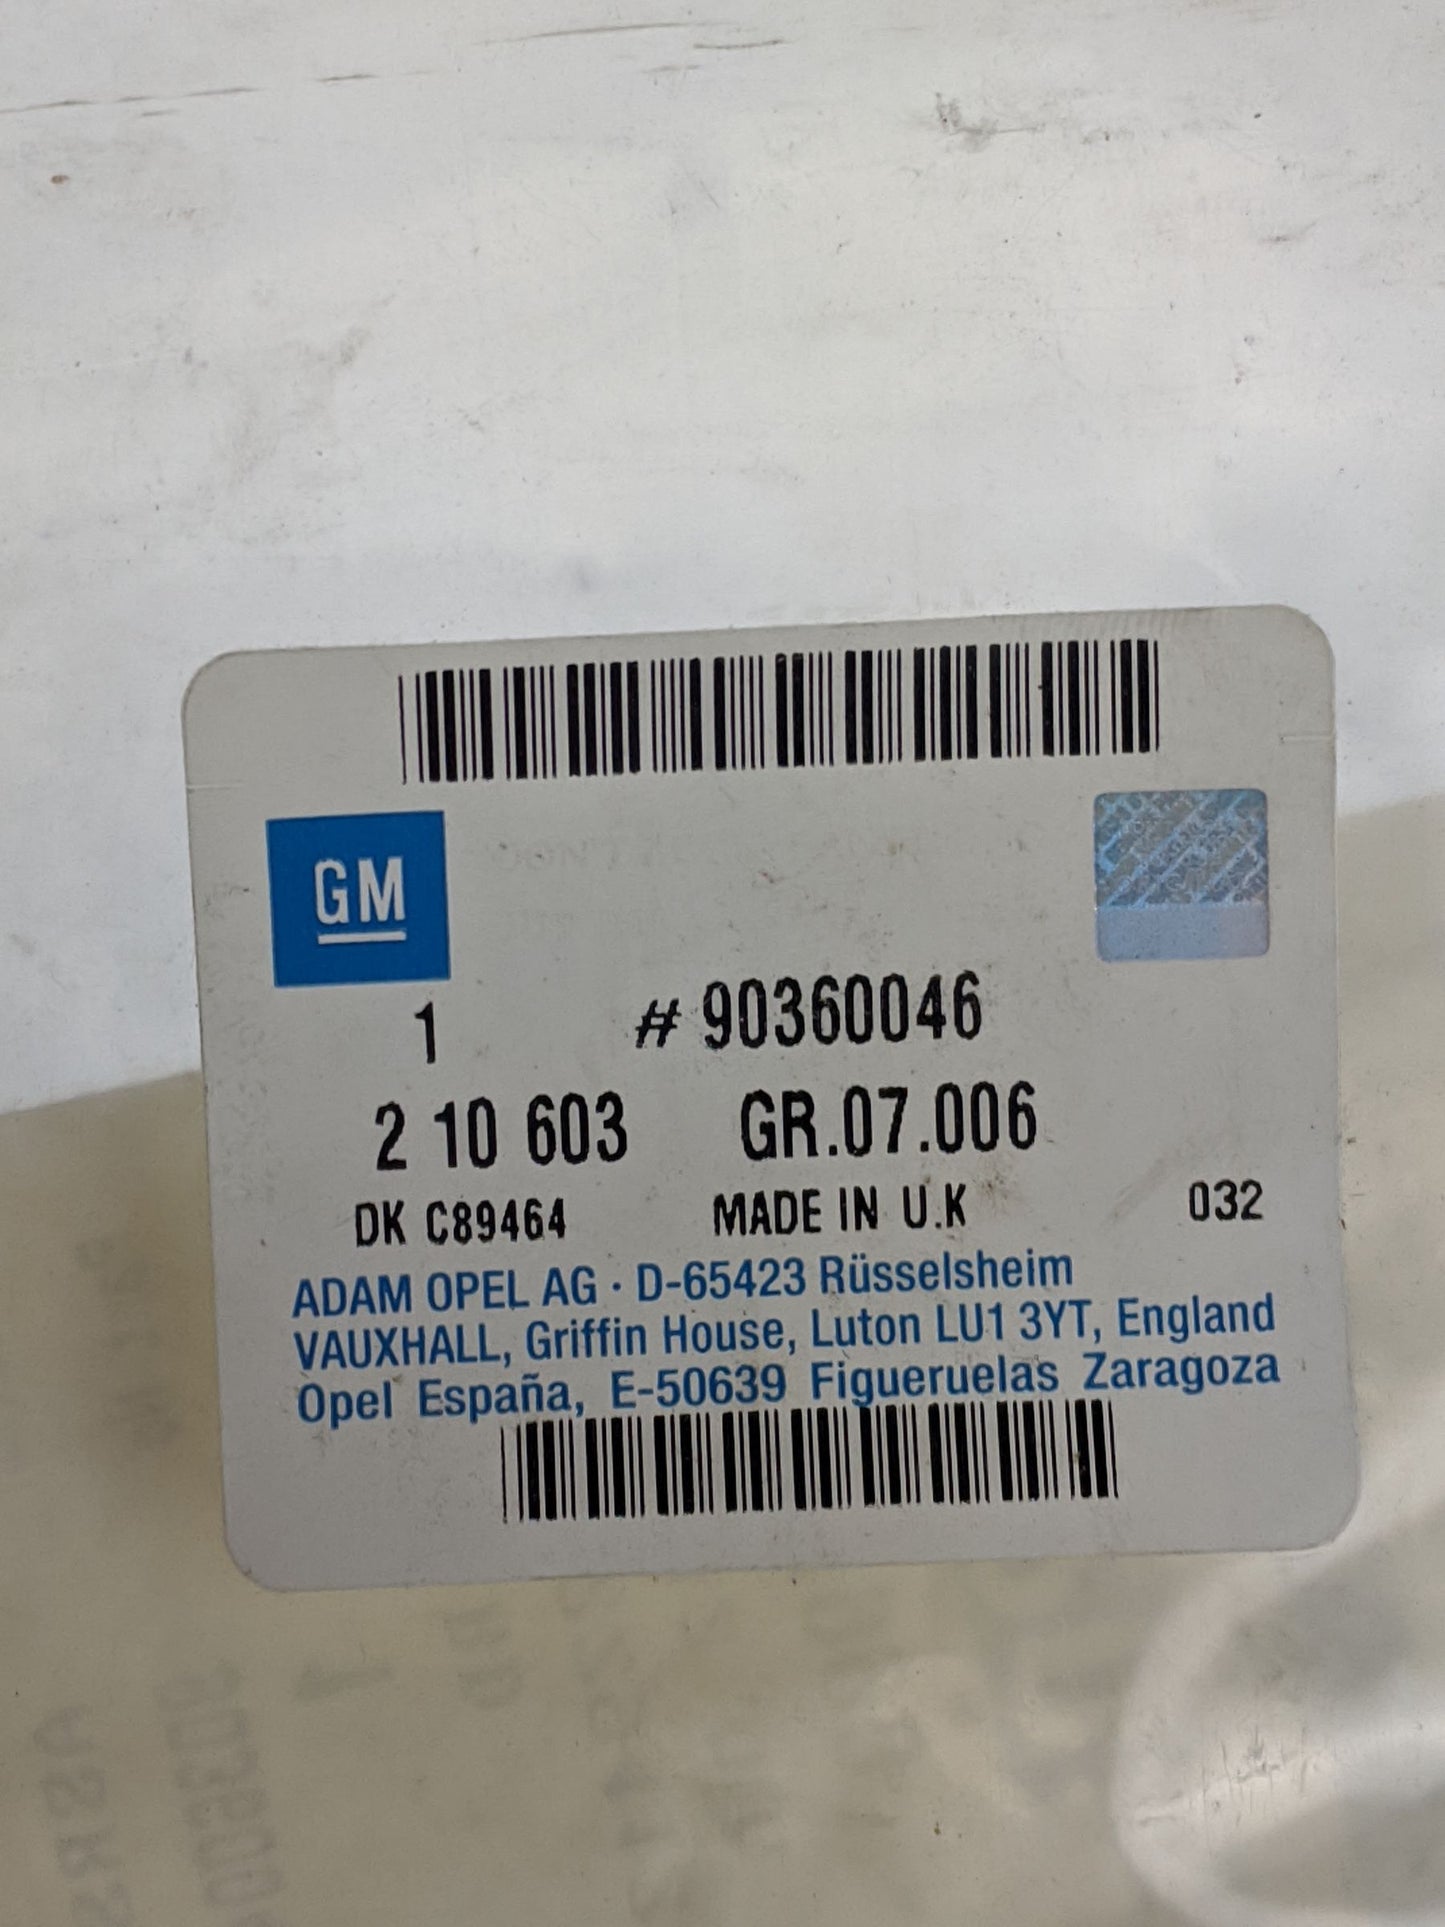 GM
1 # 90360046
2 10 603 GR.07.006
DK C89464 MADE IN U.K 032
ADAM OPEL AG · D-65423 Rüsselsheim
VAUXHALL, Griffin House, Luton LU1 3YT, England
Opel España, E-50639 Figueruelas Zaragoza